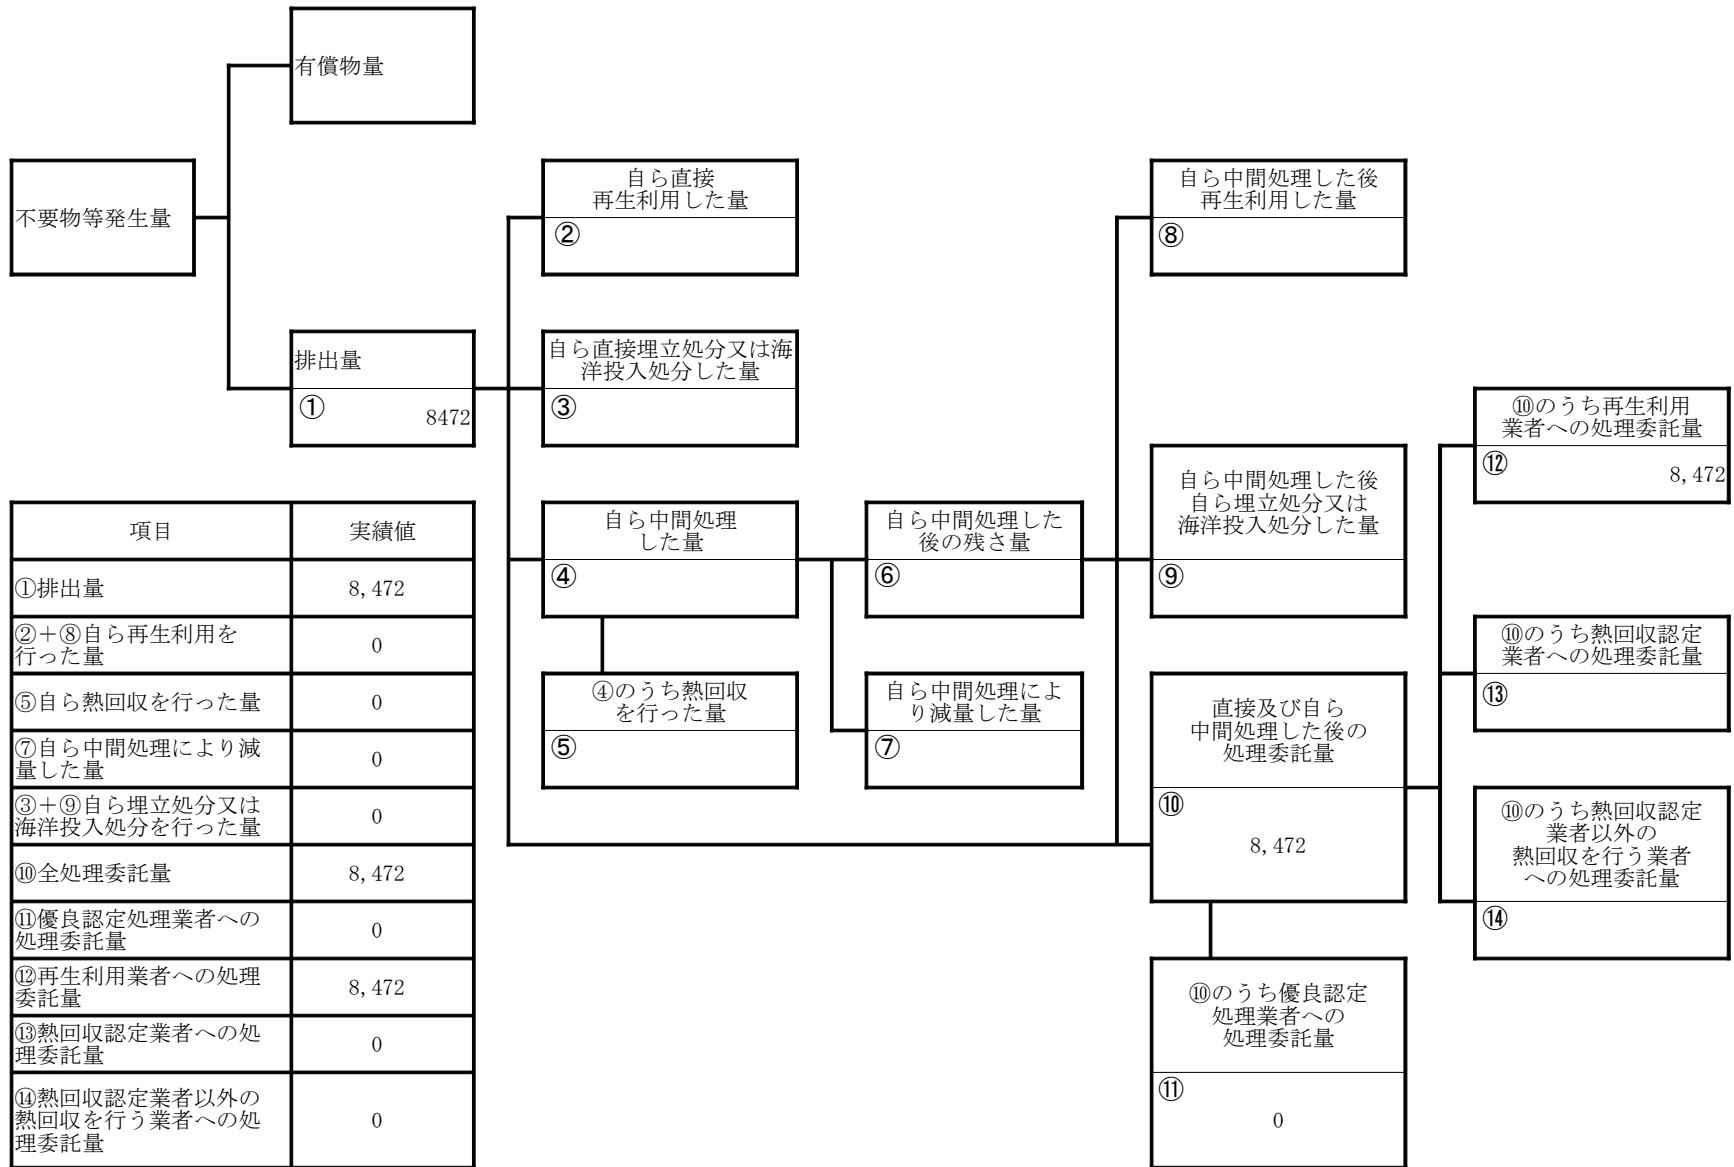 有償物量
不要物等発生量
自ら直接
再生利用した量
②
自ら中間処理した後
再生利用した量
⑧
排出量
①
8472
自ら直接埋立処分又は海
洋投入処分した量
③
⑩のうち再生利用
業者への処理委託量
⑫
8,472
自ら中間処理
した量
④
自ら中間処理した
後の残さ量
⑥
自ら中間処理した後
自ら埋立処分又は
海洋投入処分した量
⑨
⑩のうち熱回収認定
業者への処理委託量
⑬
④のうち熱回収
を行った量
⑤
自ら中間処理によ
り減量した量
⑦
直接及び自ら
中間処理した後の
処理委託量
⑩
8,472
⑩のうち熱回収認定
業者以外の
熱回収を行う業者
への処理委託量
⑭
⑩のうち優良認定
処理業者への
処理委託量
⑪
0
項目 実績値
①排出量 8,472
②+⑧自ら再生利用を
行った量 0
⑤自ら熱回収を行った量 0
⑦自ら中間処理により減
量した量 0
③+⑨自ら埋立処分又は
海洋投入処分を行った量 0
⑩全処理委託量 8,472
⑪優良認定処理業者への
処理委託量 0
⑫再生利用業者への処理
委託量 8,472
⑬熱回収認定業者への処
理委託量 0
⑭熱回収認定業者以外の
熱回収を行う業者への処
理委託量 0